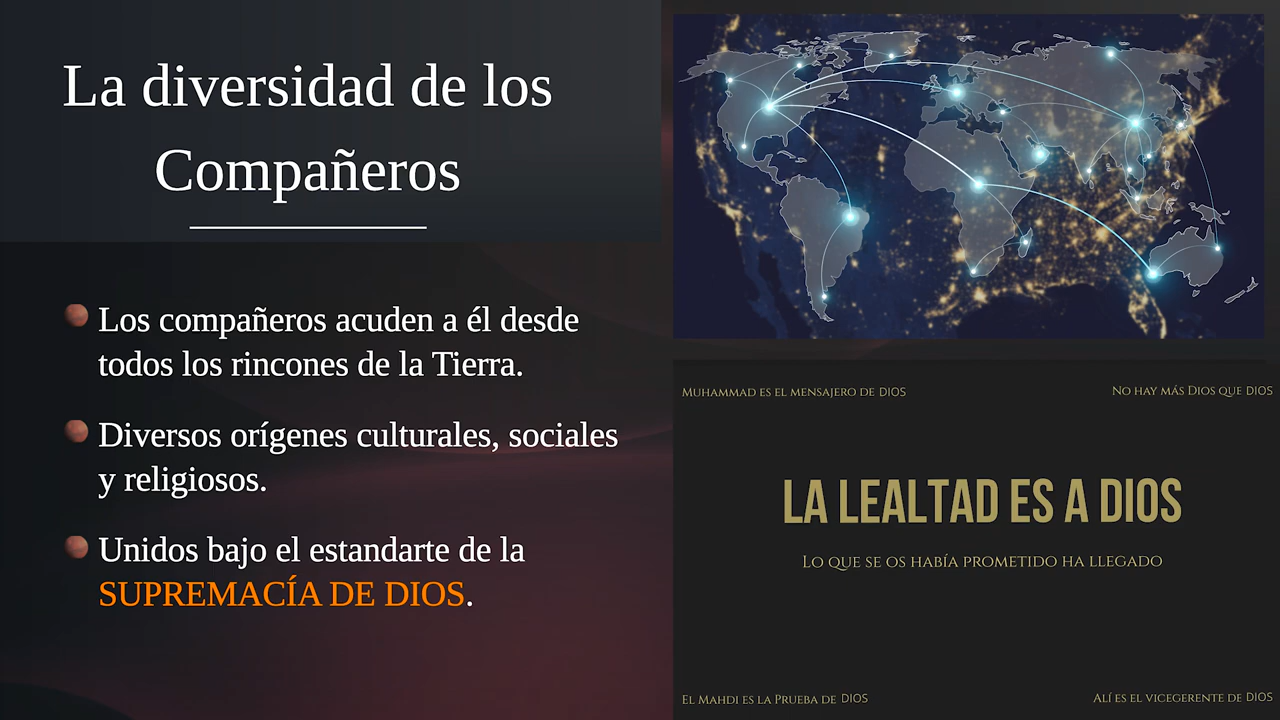 La diversidad de los
Compañeros
Los compañeros acuden a él desde
todos los rincones de la Tierra.
Diversos orígenes culturales, sociales
y religiosos.
Unidos bajo el estandarte de la
SUPREMACÍA DE DIOS.
Muhammad es el mensajero de DIOS
No hay más Dios que DIOS
LA LEALTAD ES A DIOS
Lo que se os había prometido ha llegado
El Mahdi es la Prueba de DIOS
Alí es el vicegerente de DIOS